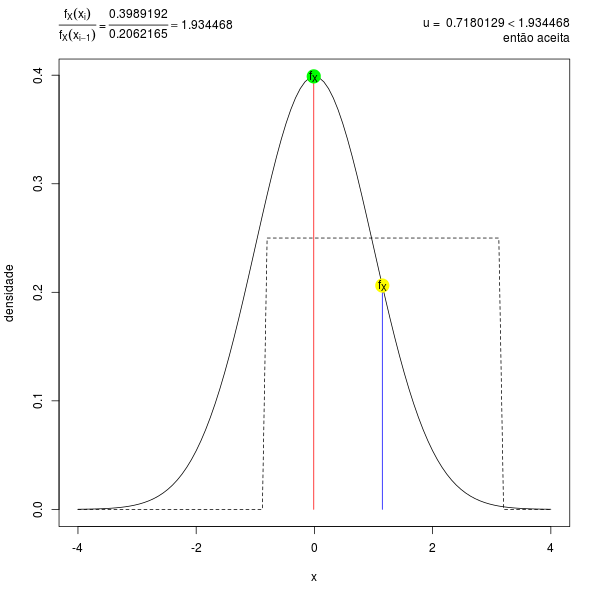 fX(xi) / fX(xi−1) = 0.3989192 / 0.2062165 = 1.934468
u = 0.7180129 < 1.934468
então aceita
0.4
0.3
0.2
0.1
0.0
densidade
fX
fX
-4 -2 0 2 4
x